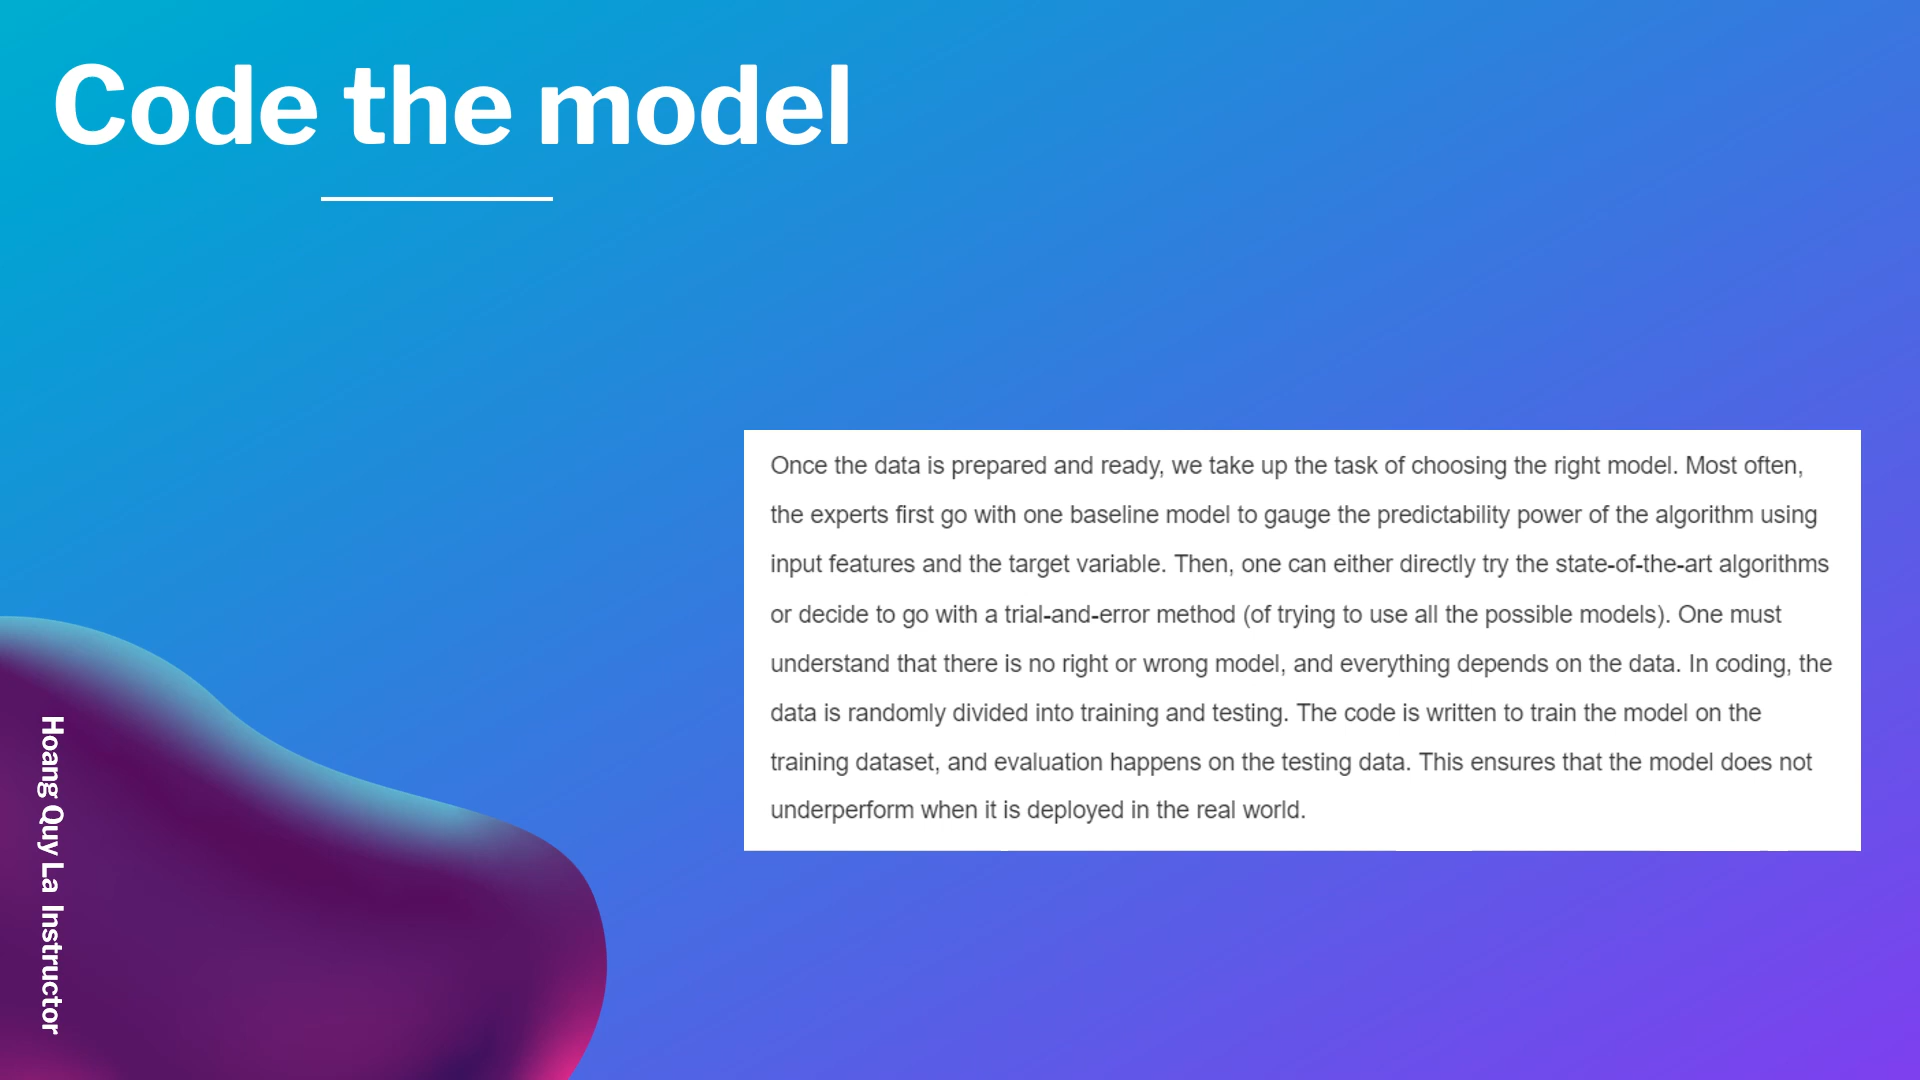 Code the model
Once the data is prepared and ready, we take up the task of choosing the right model. Most often,
the experts first go with one baseline model to gauge the predictability power of the algorithm using
input features and the target variable. Then, one can either directly try the state-of-the-art algorithms
or decide to go with a trial-and-error method (of trying to use all the possible models). One must
understand that there is no right or wrong model, and everything depends on the data. In coding, the
data is randomly divided into training and testing. The code is written to train the model on the
training dataset, and evaluation happens on the testing data. This ensures that the model does not
underperform when it is deployed in the real world.
Hoang Quy La Instructor